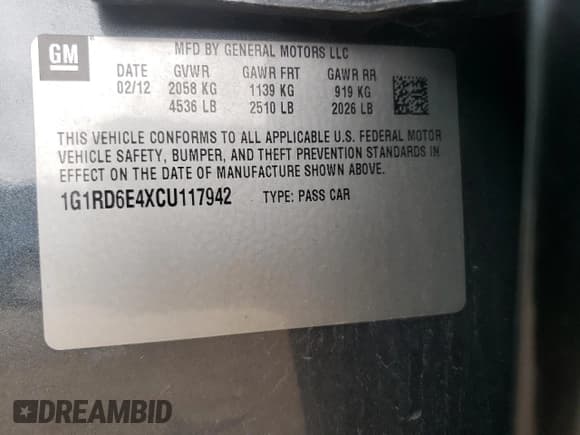 GM
MFD BY GENERAL MOTORS LLC
DATE GVWR GAWR FRT GAWR RR
02/12 2058 KG 1139 KG 919 KG
4536 LB 2510 LB 2026 LB
THIS VEHICLE CONFORMS TO ALL APPLICABLE U.S. FEDERAL MOTOR
VEHICLE SAFETY, BUMPER, AND THEFT PREVENTION STANDARDS IN
EFFECT ON THE DATE OF MANUFACTURE SHOWN ABOVE.
1G1RD6E4XCU117942 TYPE: PASS CAR
DREAMBID